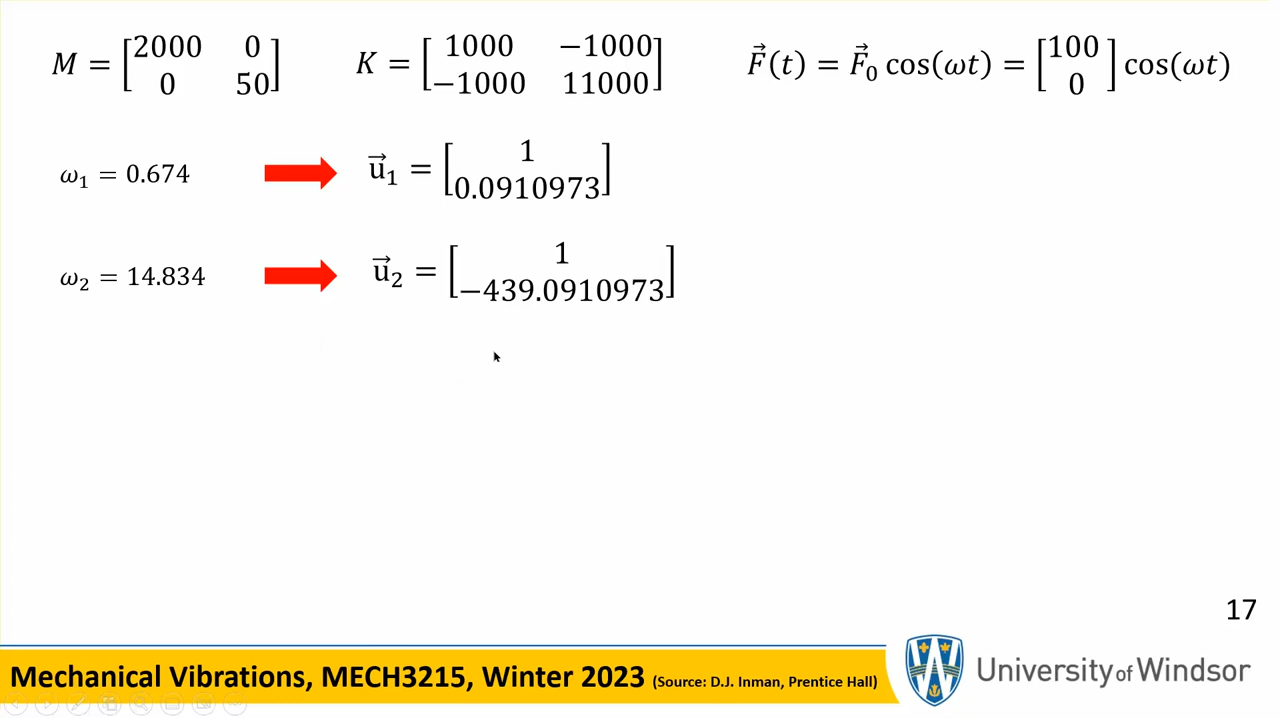 M = [2000 0; 0 50] K = [1000 −1000; −1000 11000] F⃗(t) = F⃗₀ cos(ωt) = [100; 0] cos(ωt)
ω₁ = 0.674 u⃗₁ = [1; 0.0910973]
ω₂ = 14.834 u⃗₂ = [1; −439.0910973]
17
Mechanical Vibrations, MECH3215, Winter 2023 (Source: D.J. Inman, Prentice Hall)
University of Windsor